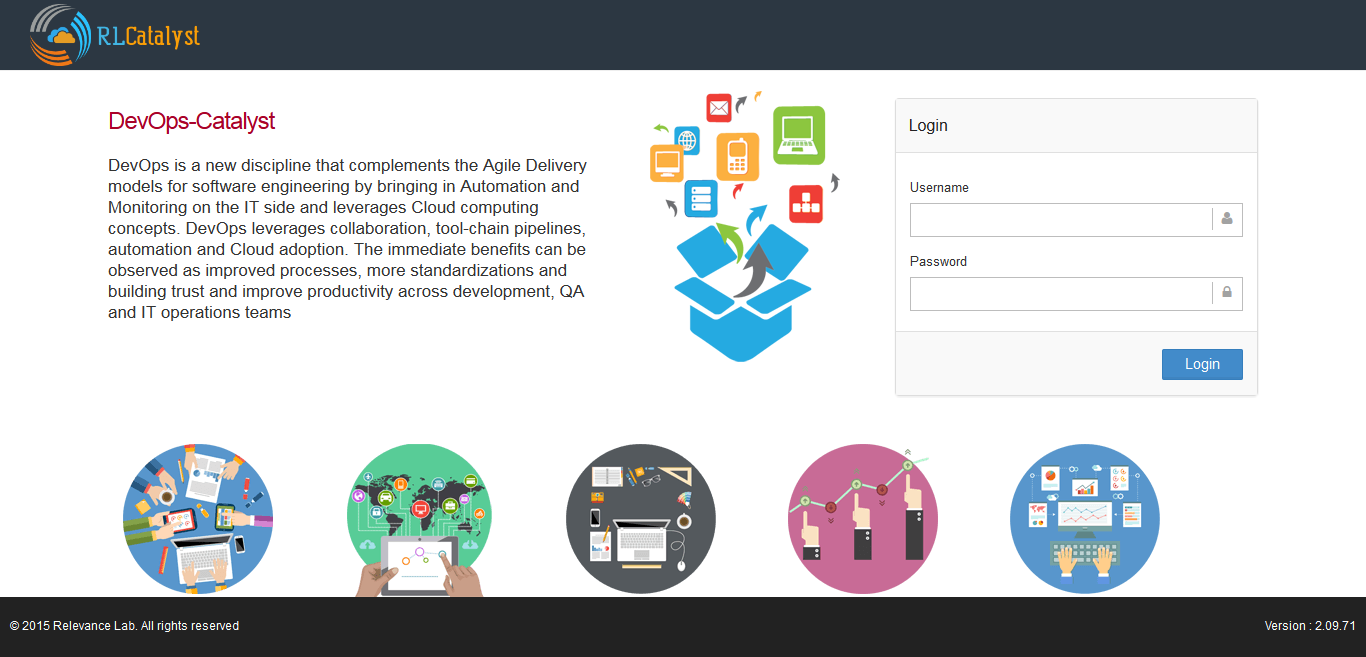 RLCatalyst
DevOps-Catalyst
DevOps is a new discipline that complements the Agile Delivery
models for software engineering by bringing in Automation and
Monitoring on the IT side and leverages Cloud computing
concepts. DevOps leverages collaboration, tool-chain pipelines,
automation and Cloud adoption. The immediate benefits can be
observed as improved processes, more standardizations and
building trust and improve productivity across development, QA
and IT operations teams
Login
Username
Password
Login
© 2015 Relevance Lab. All rights reserved
Version : 2.09.71